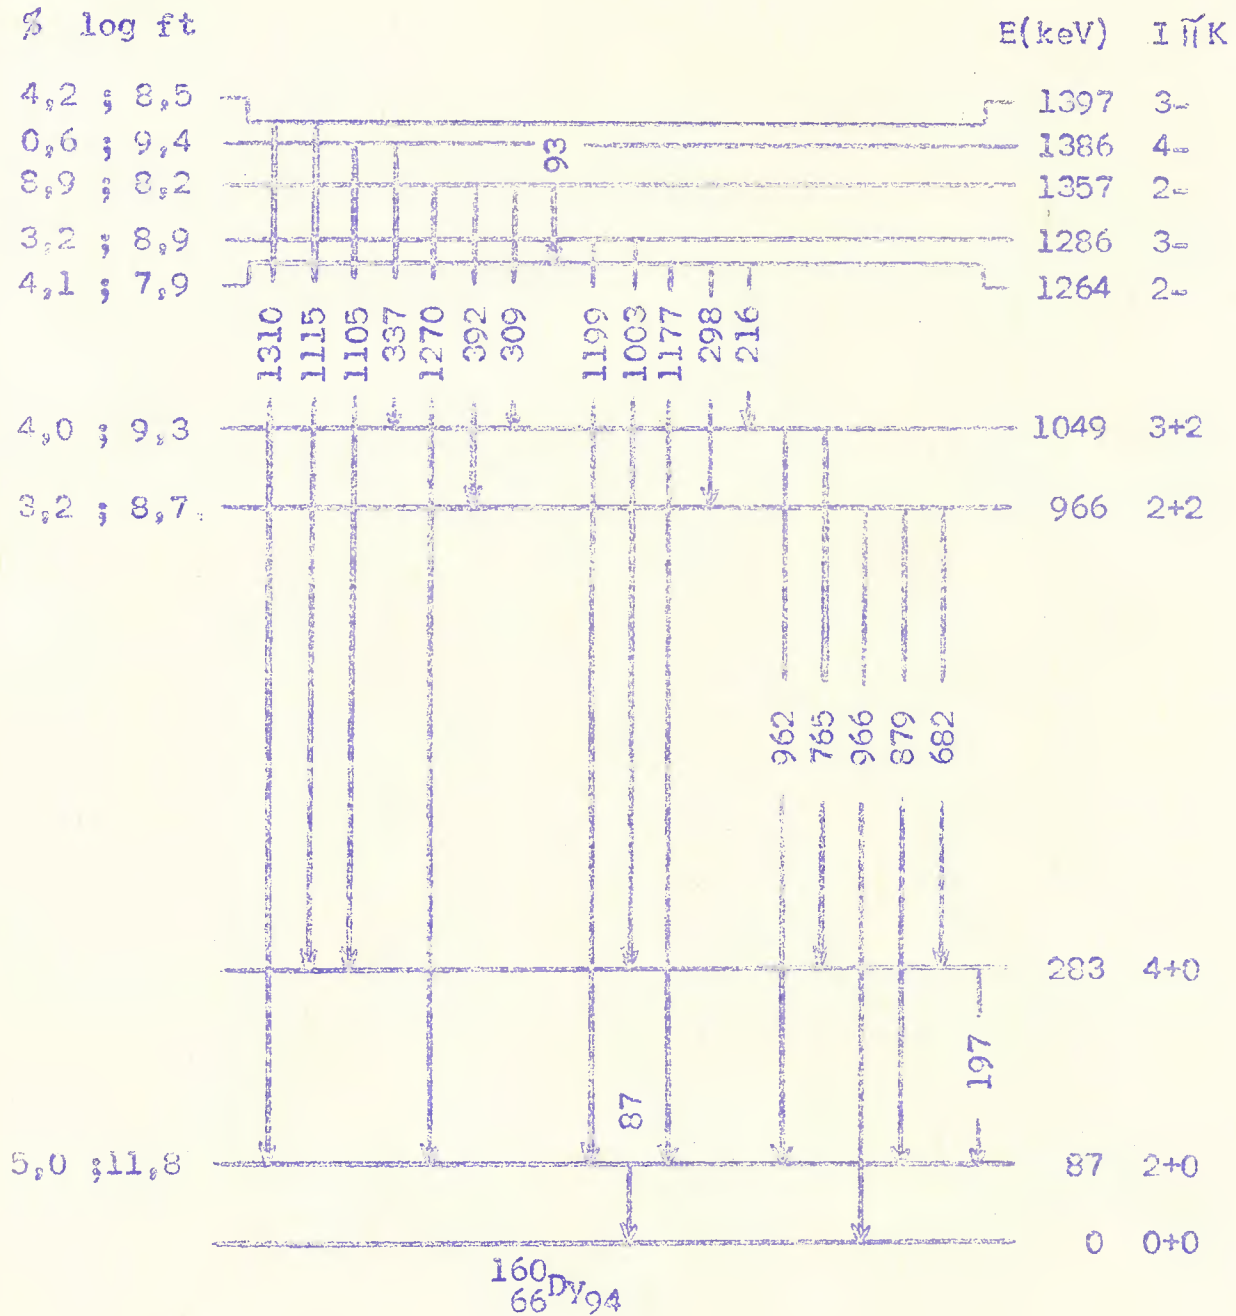 % log ft E(keV) I π K
4,2 ; 8,5 1397 3-
0,6 ; 9,4 1386 4-
93
8,9 ; 8,2 1357 2-
3,2 ; 8,9 1286 3-
4,1 ; 7,9 1264 2-
1310 1115 1105 337 1270 392 309 1199 1003 1177 298 216
4,0 ; 9,3 1049 3+2
3,2 ; 8,7 966 2+2
962 765 966 879 682
283 4+0
197
87
5,0 ;11,8 87 2+0
0 0+0
160
66Dy94